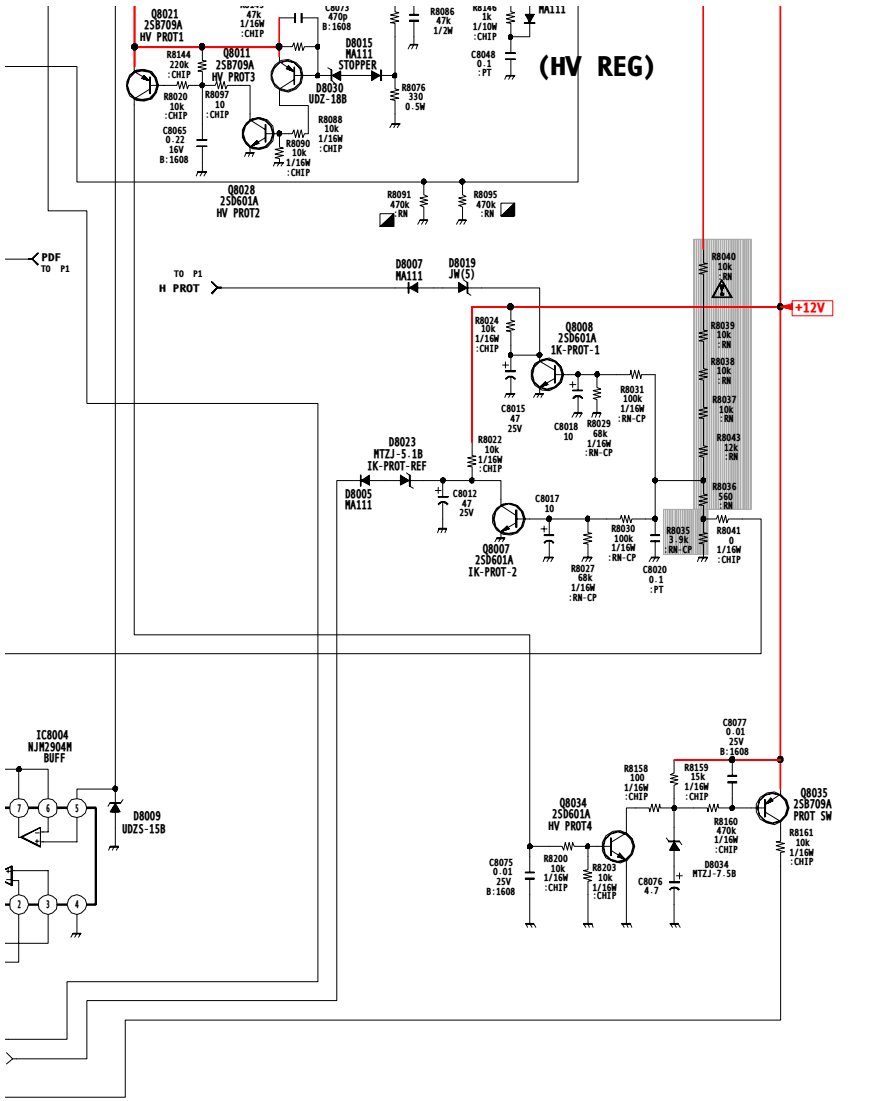 Q8021
2SB709A
HV PROT1
R8144
220k
:CHIP
Q8011
2SB709A
HV PROT3
47k
1/16W
:CHIP
C8073
470p
B:1608
D8015
MA111
STOPPER
R8086
47k
1/2W
R8146
1k
1/10W
:CHIP
MA111
C8048
0.1
:PT
(HV REG)
R8020
10k
:CHIP
R8097
10
:CHIP
D8030
UDZ-18B
R8076
330
0.5W
C8065
0.22
16V
B:1608
R8088
10k
1/16W
:CHIP
R8090
10k
1/16W
:CHIP
Q8028
2SD601A
HV PROT2
R8091
470k
:RN
R8095
470k
:RN
PDF
TO P1
TO P1
H PROT
D8007
MA111
D8019
JW(5)
R8040
10k
:RN
+12V
R8024
10k
1/16W
:CHIP
Q8008
2SD601A
1K-PROT-1
R8039
10k
:RN
R8038
10k
:RN
+
C8015
47
25V
+
C8018
10
R8029
68k
1/16W
:RN-CP
R8031
100k
1/16W
:RN-CP
R8037
10k
:RN
D8023
MTZJ-5.1B
IK-PROT-REF
R8022
10k
1/16W
:CHIP
R8043
12k
:RN
D8005
MA111
+
C8012
47
25V
R8036
560
:RN
C8017
10
+
Q8007
2SD601A
IK-PROT-2
R8030
100k
1/16W
:RN-CP
R8035
3.9k
:RN-CP
R8041
0
1/16W
:CHIP
R8027
68k
1/16W
:RN-CP
C8020
0.1
:PT
IC8004
NJM2904M
BUFF
7
6
5
2
3
4
D8009
UDZS-15B
C8077
0.01
25V
B:1608
R8158
100
1/16W
:CHIP
R8159
15k
1/16W
:CHIP
Q8034
2SD601A
HV PROT4
Q8035
2SB709A
PROT SW
R8160
470k
1/16W
:CHIP
R8161
10k
1/16W
:CHIP
C8075
0.01
25V
B:1608
R8200
10k
1/16W
:CHIP
R8203
10k
1/16W
:CHIP
C8076
4.7
+
D8034
MTZJ-7.5B